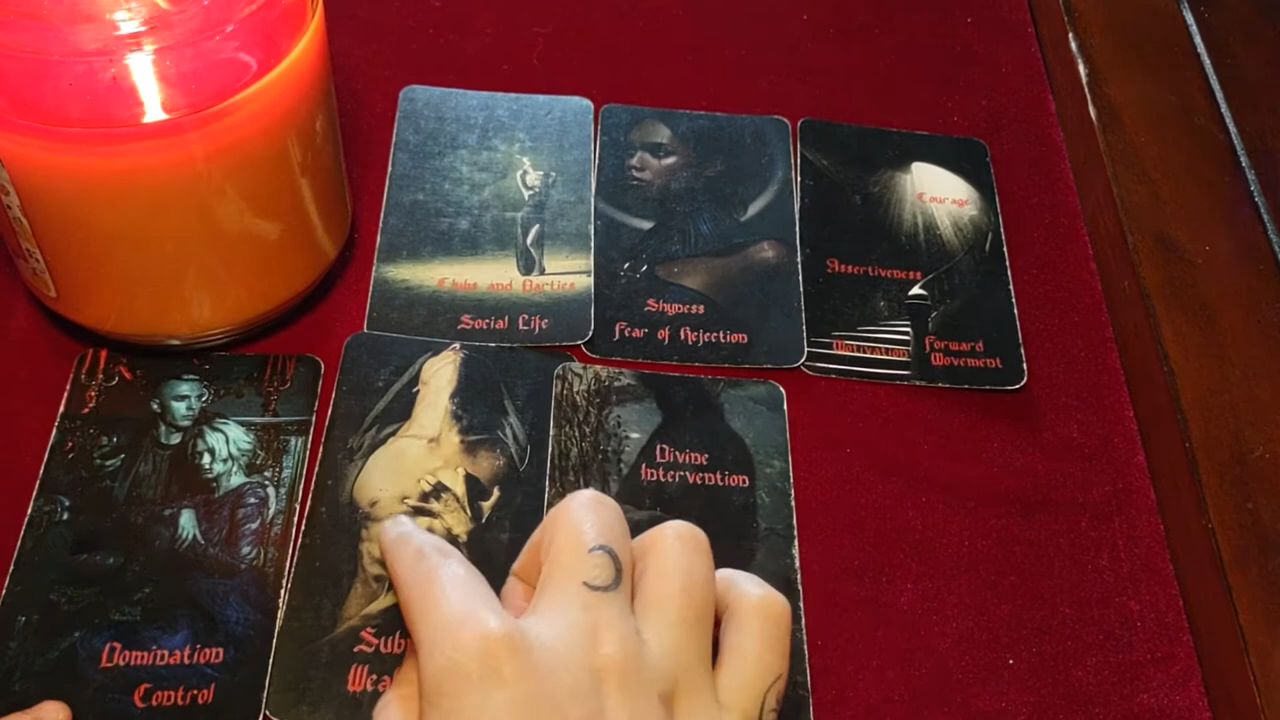 Clubs and Parties
Social Life
Shyness
Fear of Rejection
Courage
Assertiveness
Motivation
Forward
Movement
Domination
Control
Divine
Intervention